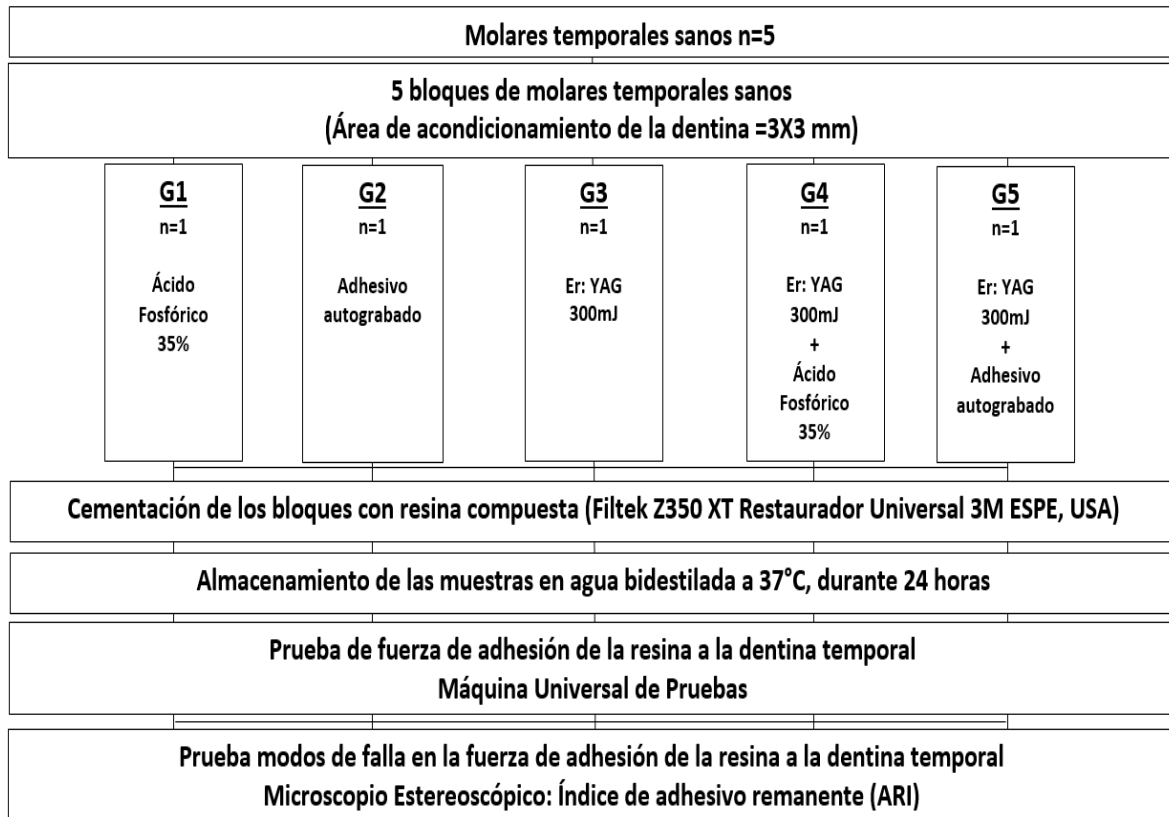 Molares temporales sanos n=5
5 bloques de molares temporales sanos
(Área de acondicionamiento de la dentina =3X3 mm)
G1
n=1
Ácido
Fosfórico
35%
G2
n=1
Adhesivo
autograbado
G3
n=1
Er: YAG
300mJ
G4
n=1
Er: YAG
300mJ
+
Ácido
Fosfórico
35%
G5
n=1
Er: YAG
300mJ
+
Adhesivo
autograbado
Cementación de los bloques con resina compuesta (Filtek Z350 XT Restaurador Universal 3M ESPE, USA)
Almacenamiento de las muestras en agua bidestilada a 37°C, durante 24 horas
Prueba de fuerza de adhesión de la resina a la dentina temporal
Máquina Universal de Pruebas
Prueba modos de falla en la fuerza de adhesión de la resina a la dentina temporal
Microscopio Estereoscópico: Índice de adhesivo remanente (ARI)